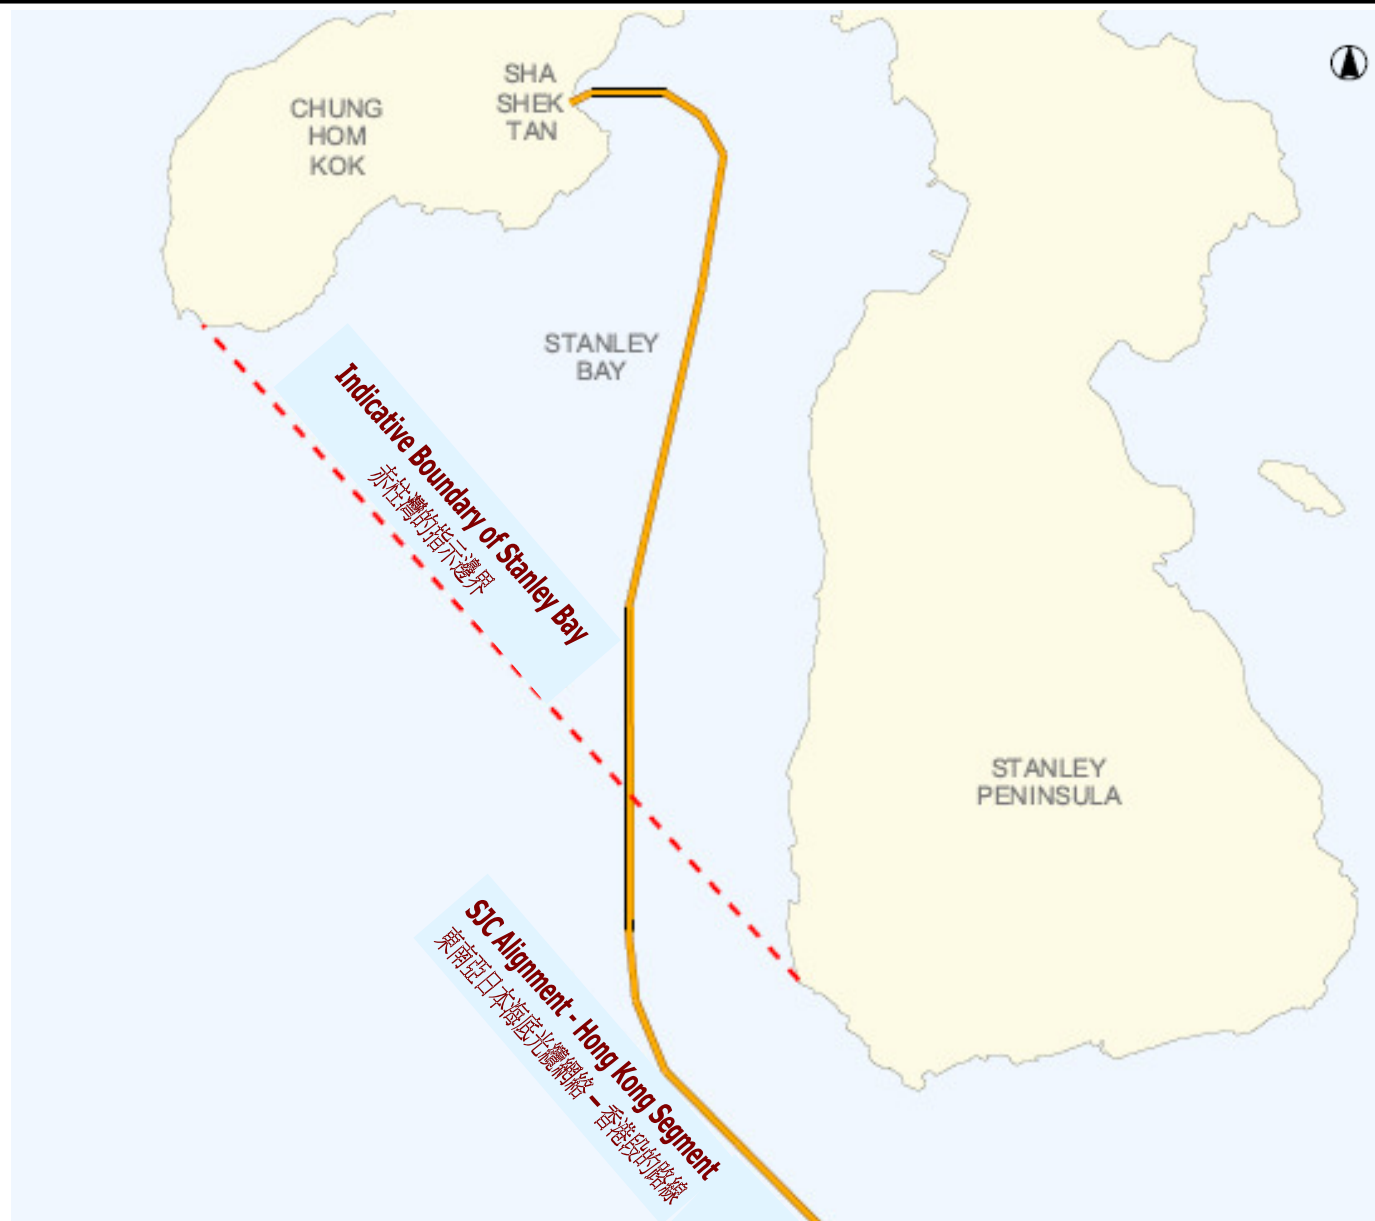 SHA
SHEK
TAN
CHUNG
HOM
KOK
STANLEY
BAY
Indicative Boundary of Stanley Bay
赤柱灣的指示邊界
STANLEY
PENINSULA
SJC Alignment - Hong Kong Segment
東南亞日本海底光纜網絡 – 香港段的路線